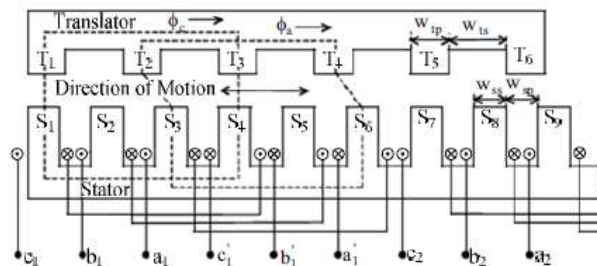 Translator ϕc ϕa wtp wts
T1 T2 T3 T4 T5 T6
Direction of Motion wss wsp
S1 S2 S3 S4 S5 S6 S7 S8 S9
Stator
c1 b1 a1 c1' b1' a1' c2 b2 a2